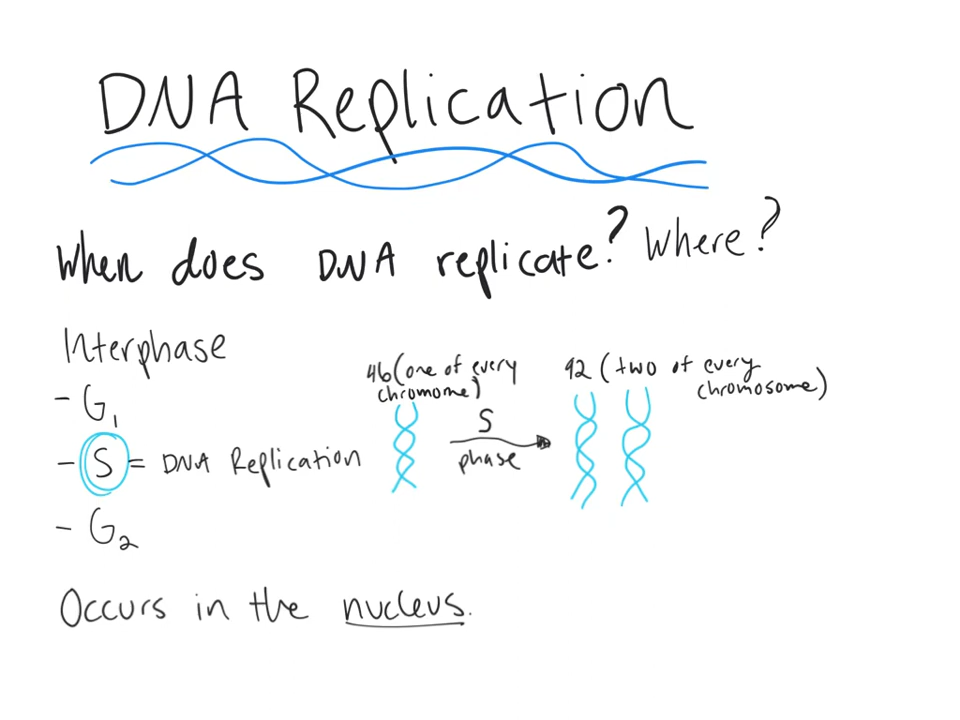 DNA Replication
When does DNA replicate? Where?
Interphase
- G1
- S = DNA Replication
- G2
46 (one of every
chromome)
S
phase
92 (two of every
chromosome)
Occurs in the nucleus.